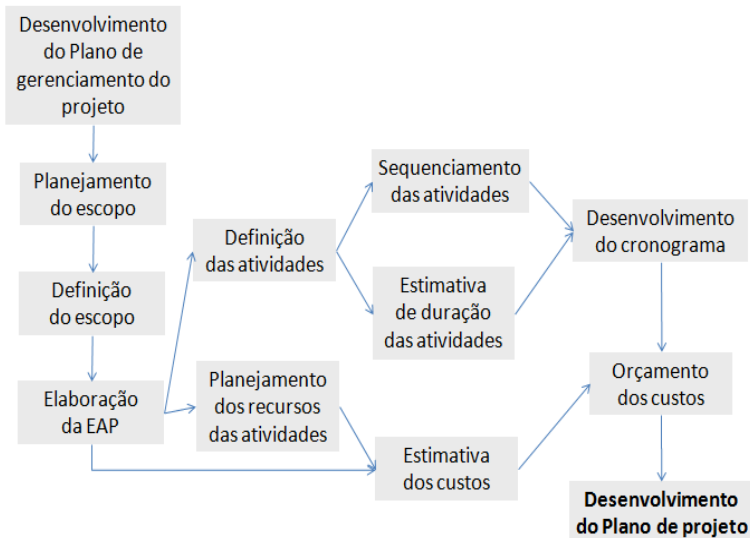 Desenvolvimento
do Plano de
gerenciamento do
projeto
Planejamento
do escopo
Definição
do escopo
Elaboração
da EAP
Definição
das atividades
Planejamento
dos recursos
das atividades
Sequenciamento
das atividades
Estimativa
de duração
das atividades
Estimativa
dos custos
Desenvolvimento
do cronograma
Orçamento
dos custos
Desenvolvimento
do Plano de projeto